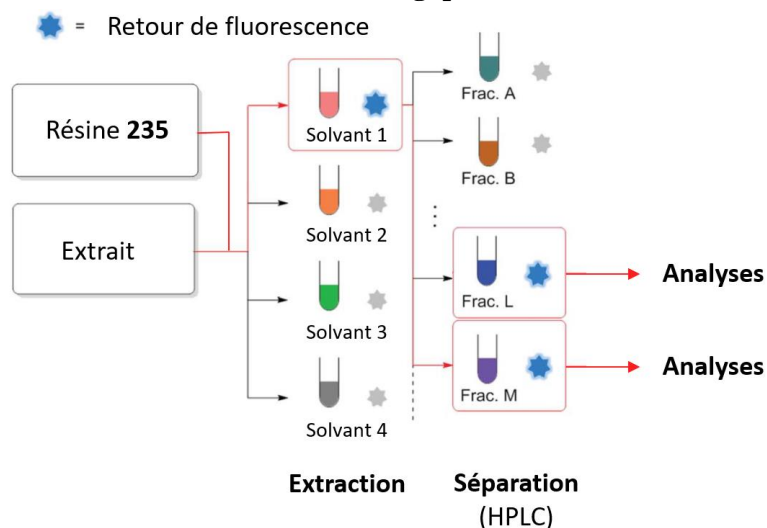 = Retour de fluorescence
Résine 235
Extrait
Solvant 1
Solvant 2
Solvant 3
Solvant 4
Frac. A
Frac. B
⋮
Frac. L
Frac. M
Analyses
Analyses
Extraction
Séparation
(HPLC)